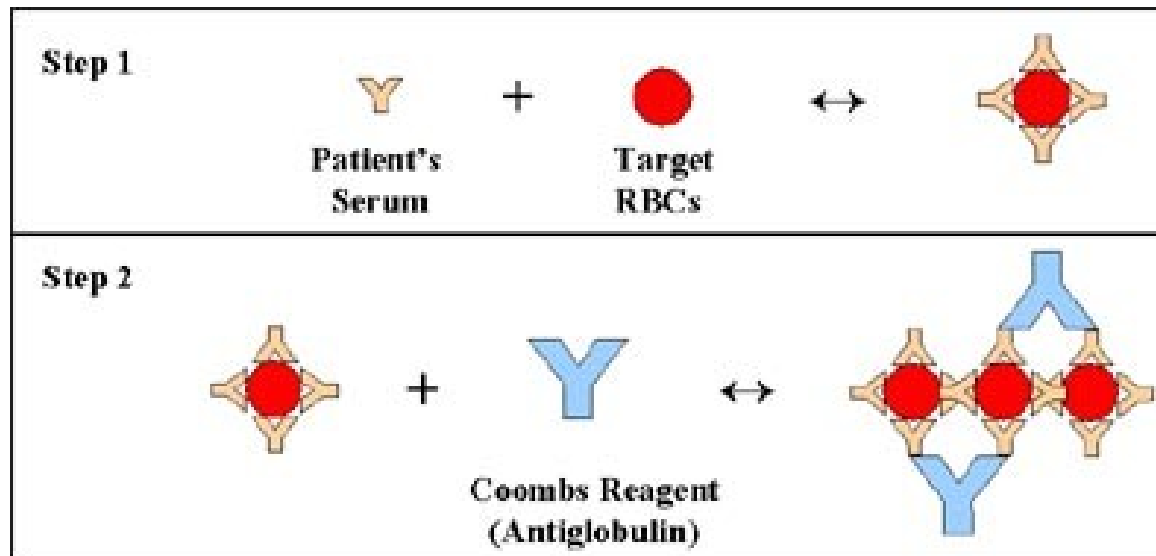 Step 1
+
↔
Patient's
Serum
Target
RBCs
Step 2
+
↔
Coombs Reagent
(Antiglobulin)